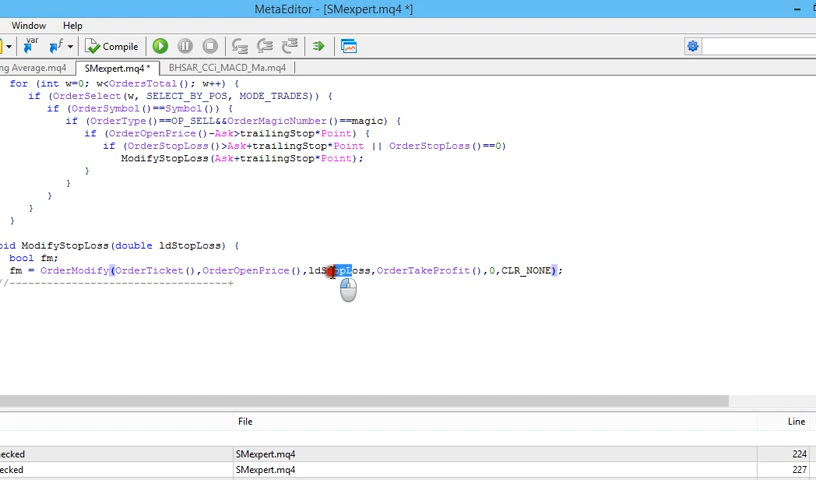 MetaEditor - [SMexpert.mq4 *]
Window Help
var Compile
ng Average.mq4 SMexpert.mq4 * BHSAR_CCi_MACD_Ma.mq4
for (int w=0; w<OrdersTotal(); w++) {
if (OrderSelect(w, SELECT_BY_POS, MODE_TRADES)) {
if (OrderSymbol()==Symbol()) {
if (OrderType()==OP_SELL&&OrderMagicNumber()==magic) {
if (OrderOpenPrice()-Ask>trailingStop*Point) {
if (OrderStopLoss()>Ask+trailingStop*Point || OrderStopLoss()==0)
ModifyStopLoss(Ask+trailingStop*Point);
}
}
}
}
}
oid ModifyStopLoss(double ldStopLoss) {
bool fm;
fm = OrderModify(OrderTicket(),OrderOpenPrice(),ldStopLoss,OrderTakeProfit(),0,CLR_NONE);
//-----------------------------------+
File Line
ecked SMexpert.mq4 224
ecked SMexpert.mq4 227